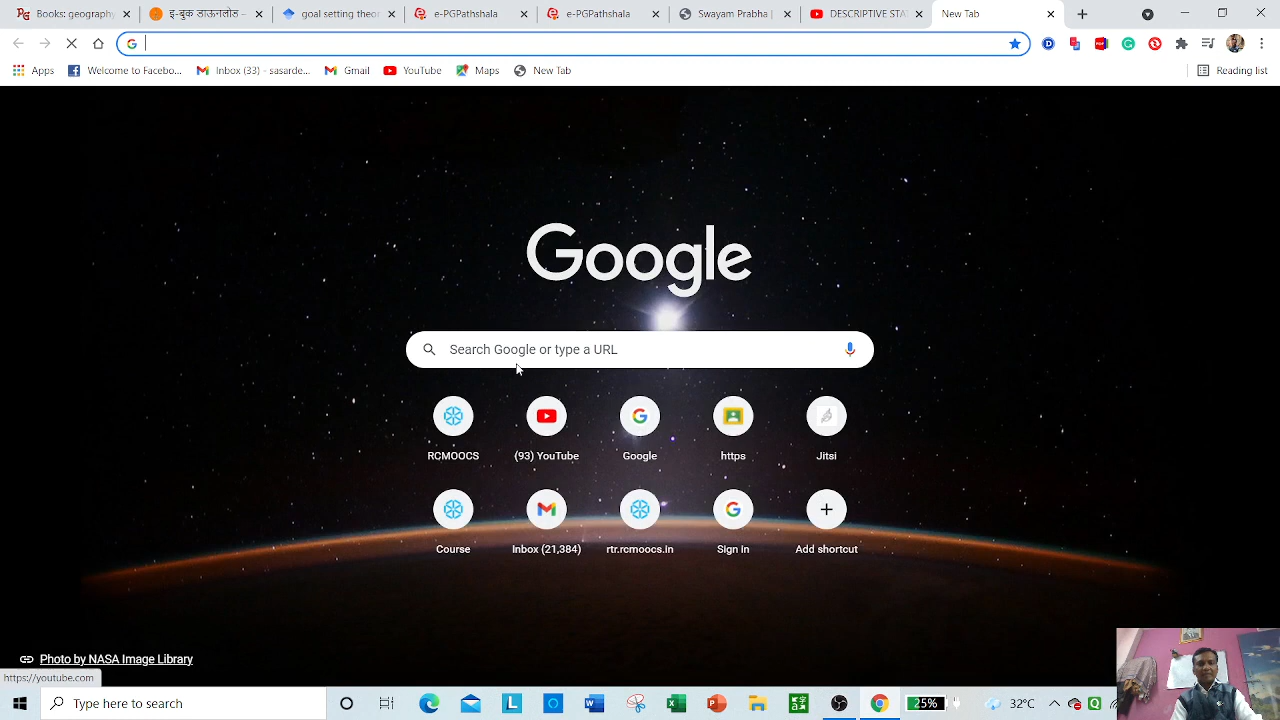 Books: geography
goal setting theor
e-PGPathshala
e-PGPathshala
Swayam Prabha |
DESCRIPTIVE STA
New Tab
Apps
Welcome to Facebo...
Inbox (33) - sasarde...
Gmail
YouTube
Maps
New Tab
Reading list
Google
Search Google or type a URL
RCMOOCS
(93) YouTube
Google
https
Jitsi
Course
Inbox (21,384)
rtr.rcmoocs.in
Sign in
Add shortcut
Photo by NASA Image Library
https://youtube.com
Type here to search
25%
32°C